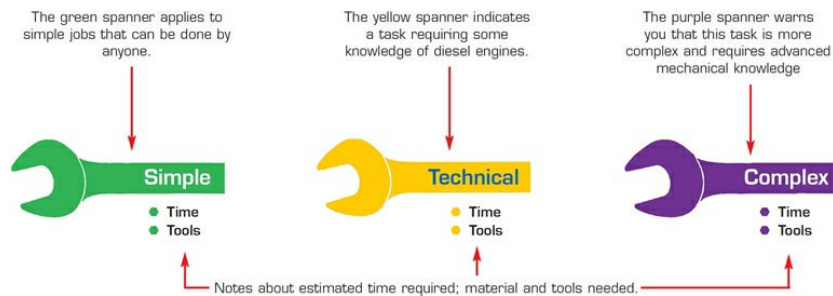 The green spanner applies to
simple jobs that can be done by
anyone.
The yellow spanner indicates
a task requiring some
knowledge of diesel engines.
The purple spanner warns
you that this task is more
complex and requires advanced
mechanical knowledge
Simple
Time
Tools
Technical
Time
Tools
Complex
Time
Tools
Notes about estimated time required; material and tools needed.